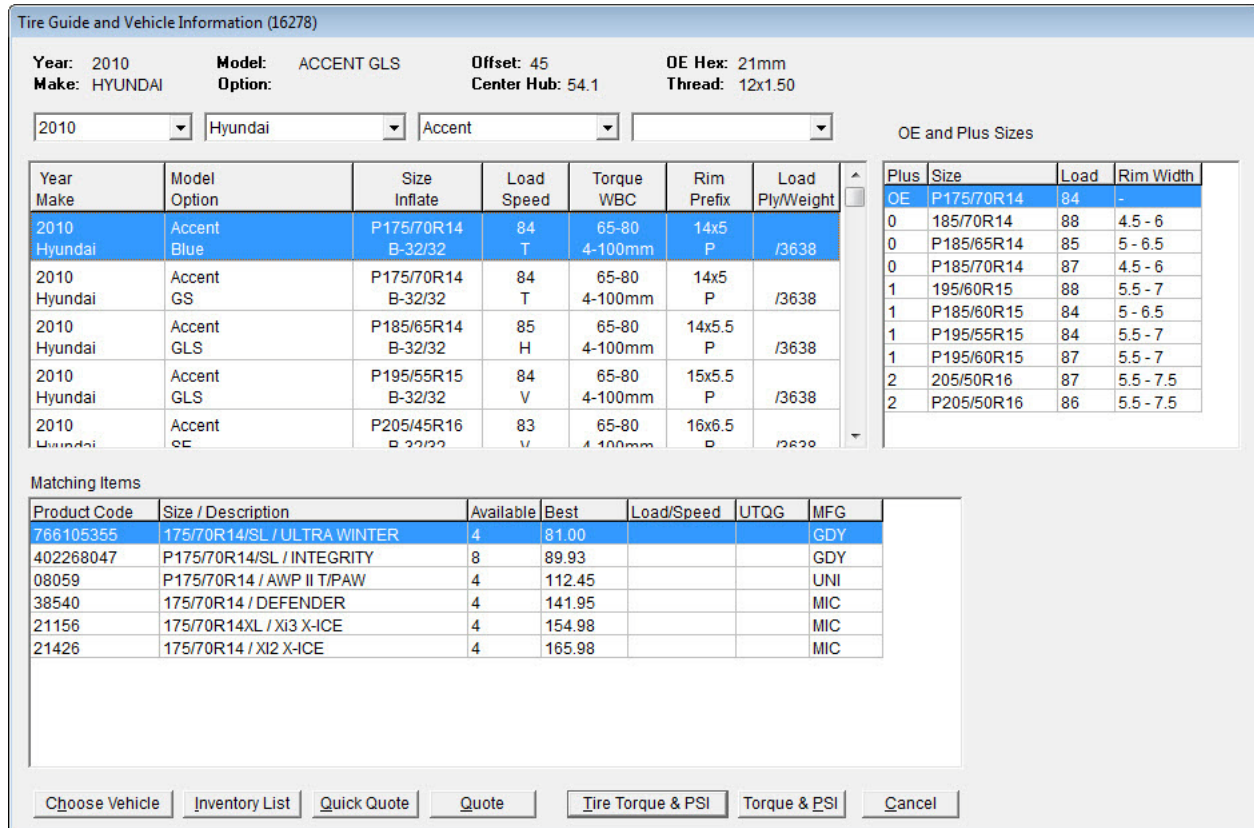 Tire Guide and Vehicle Information (16278)
Year: 2010 Model: ACCENT GLS Offset: 45 OE Hex: 21mm
Make: HYUNDAI Option: Center Hub: 54.1 Thread: 12x1.50
2010 Hyundai Accent
OE and Plus Sizes
Year Model Size Load Torque Rim Load
Make Option Inflate Speed WBC Prefix Ply/Weight
2010 Accent P175/70R14 84 65-80 14x5
Hyundai Blue B-32/32 T 4-100mm P /3638
2010 Accent P175/70R14 84 65-80 14x5
Hyundai GS B-32/32 T 4-100mm P /3638
2010 Accent P185/65R14 85 65-80 14x5.5
Hyundai GLS B-32/32 H 4-100mm P /3638
2010 Accent P195/55R15 84 65-80 15x5.5
Hyundai GLS B-32/32 V 4-100mm P /3638
2010 Accent P205/45R16 83 65-80 16x6.5
Hyundai SE B-32/32 V 4-100mm P /3638
Plus Size Load Rim Width
OE P175/70R14 84 -
0 185/70R14 88 4.5 - 6
0 P185/65R14 85 5 - 6.5
0 P185/70R14 87 4.5 - 6
1 195/60R15 88 5.5 - 7
1 P185/60R15 84 5 - 6.5
1 P195/55R15 84 5.5 - 7
1 P195/60R15 87 5.5 - 7
2 205/50R16 87 5.5 - 7.5
2 P205/50R16 86 5.5 - 7.5
Matching Items
Product Code Size / Description Available Best Load/Speed UTQG MFG
766105355 175/70R14/SL / ULTRA WINTER 4 81.00 GDY
402268047 P175/70R14/SL / INTEGRITY 8 89.93 GDY
08059 P175/70R14 / AWP II T/PAW 4 112.45 UNI
38540 175/70R14 / DEFENDER 4 141.95 MIC
21156 175/70R14XL / Xi3 X-ICE 4 154.98 MIC
21426 175/70R14 / XI2 X-ICE 4 165.98 MIC
Choose Vehicle Inventory List Quick Quote Quote Tire Torque & PSI Torque & PSI Cancel